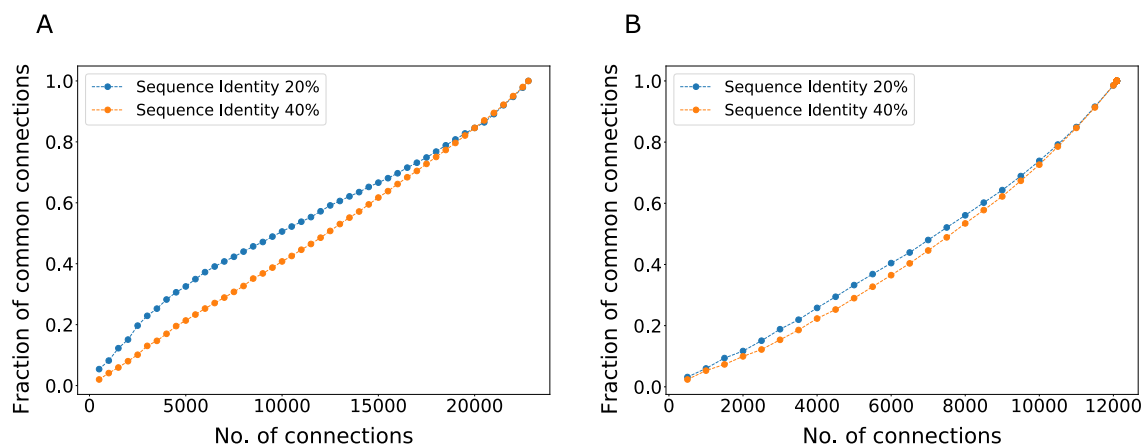 A
Fraction of common connections
1.0
0.8
0.6
0.4
0.2
0.0
Sequence Identity 20%
Sequence Identity 40%
0 5000 10000 15000 20000
No. of connections
B
Fraction of common connections
1.0
0.8
0.6
0.4
0.2
0.0
Sequence Identity 20%
Sequence Identity 40%
0 2000 4000 6000 8000 10000 12000
No. of connections